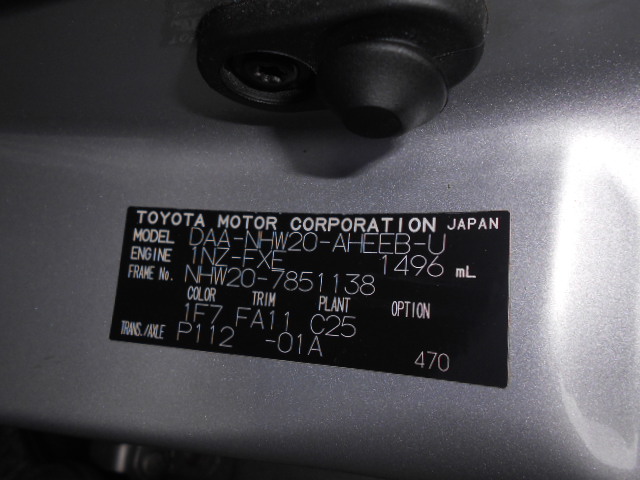 TOYOTA MOTOR CORPORATION JAPAN
MODEL DAA-NHW20-AHEEB-U
ENGINE 1NZ-FXE 1496 mL
FRAME No. NHW20-7851138
COLOR TRIM PLANT OPTION
1F7 FA11 C25
TRANS./AXLE P112 -01A
470